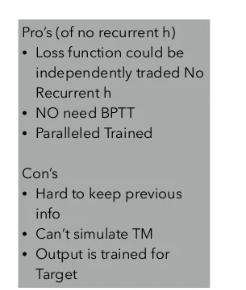 Pro's (of no recurrent h)
• Loss function could be
independently traded No
Recurrent h
• NO need BPTT
• Paralleled Trained
Con's
• Hard to keep previous
info
• Can't simulate TM
• Output is trained for
Target